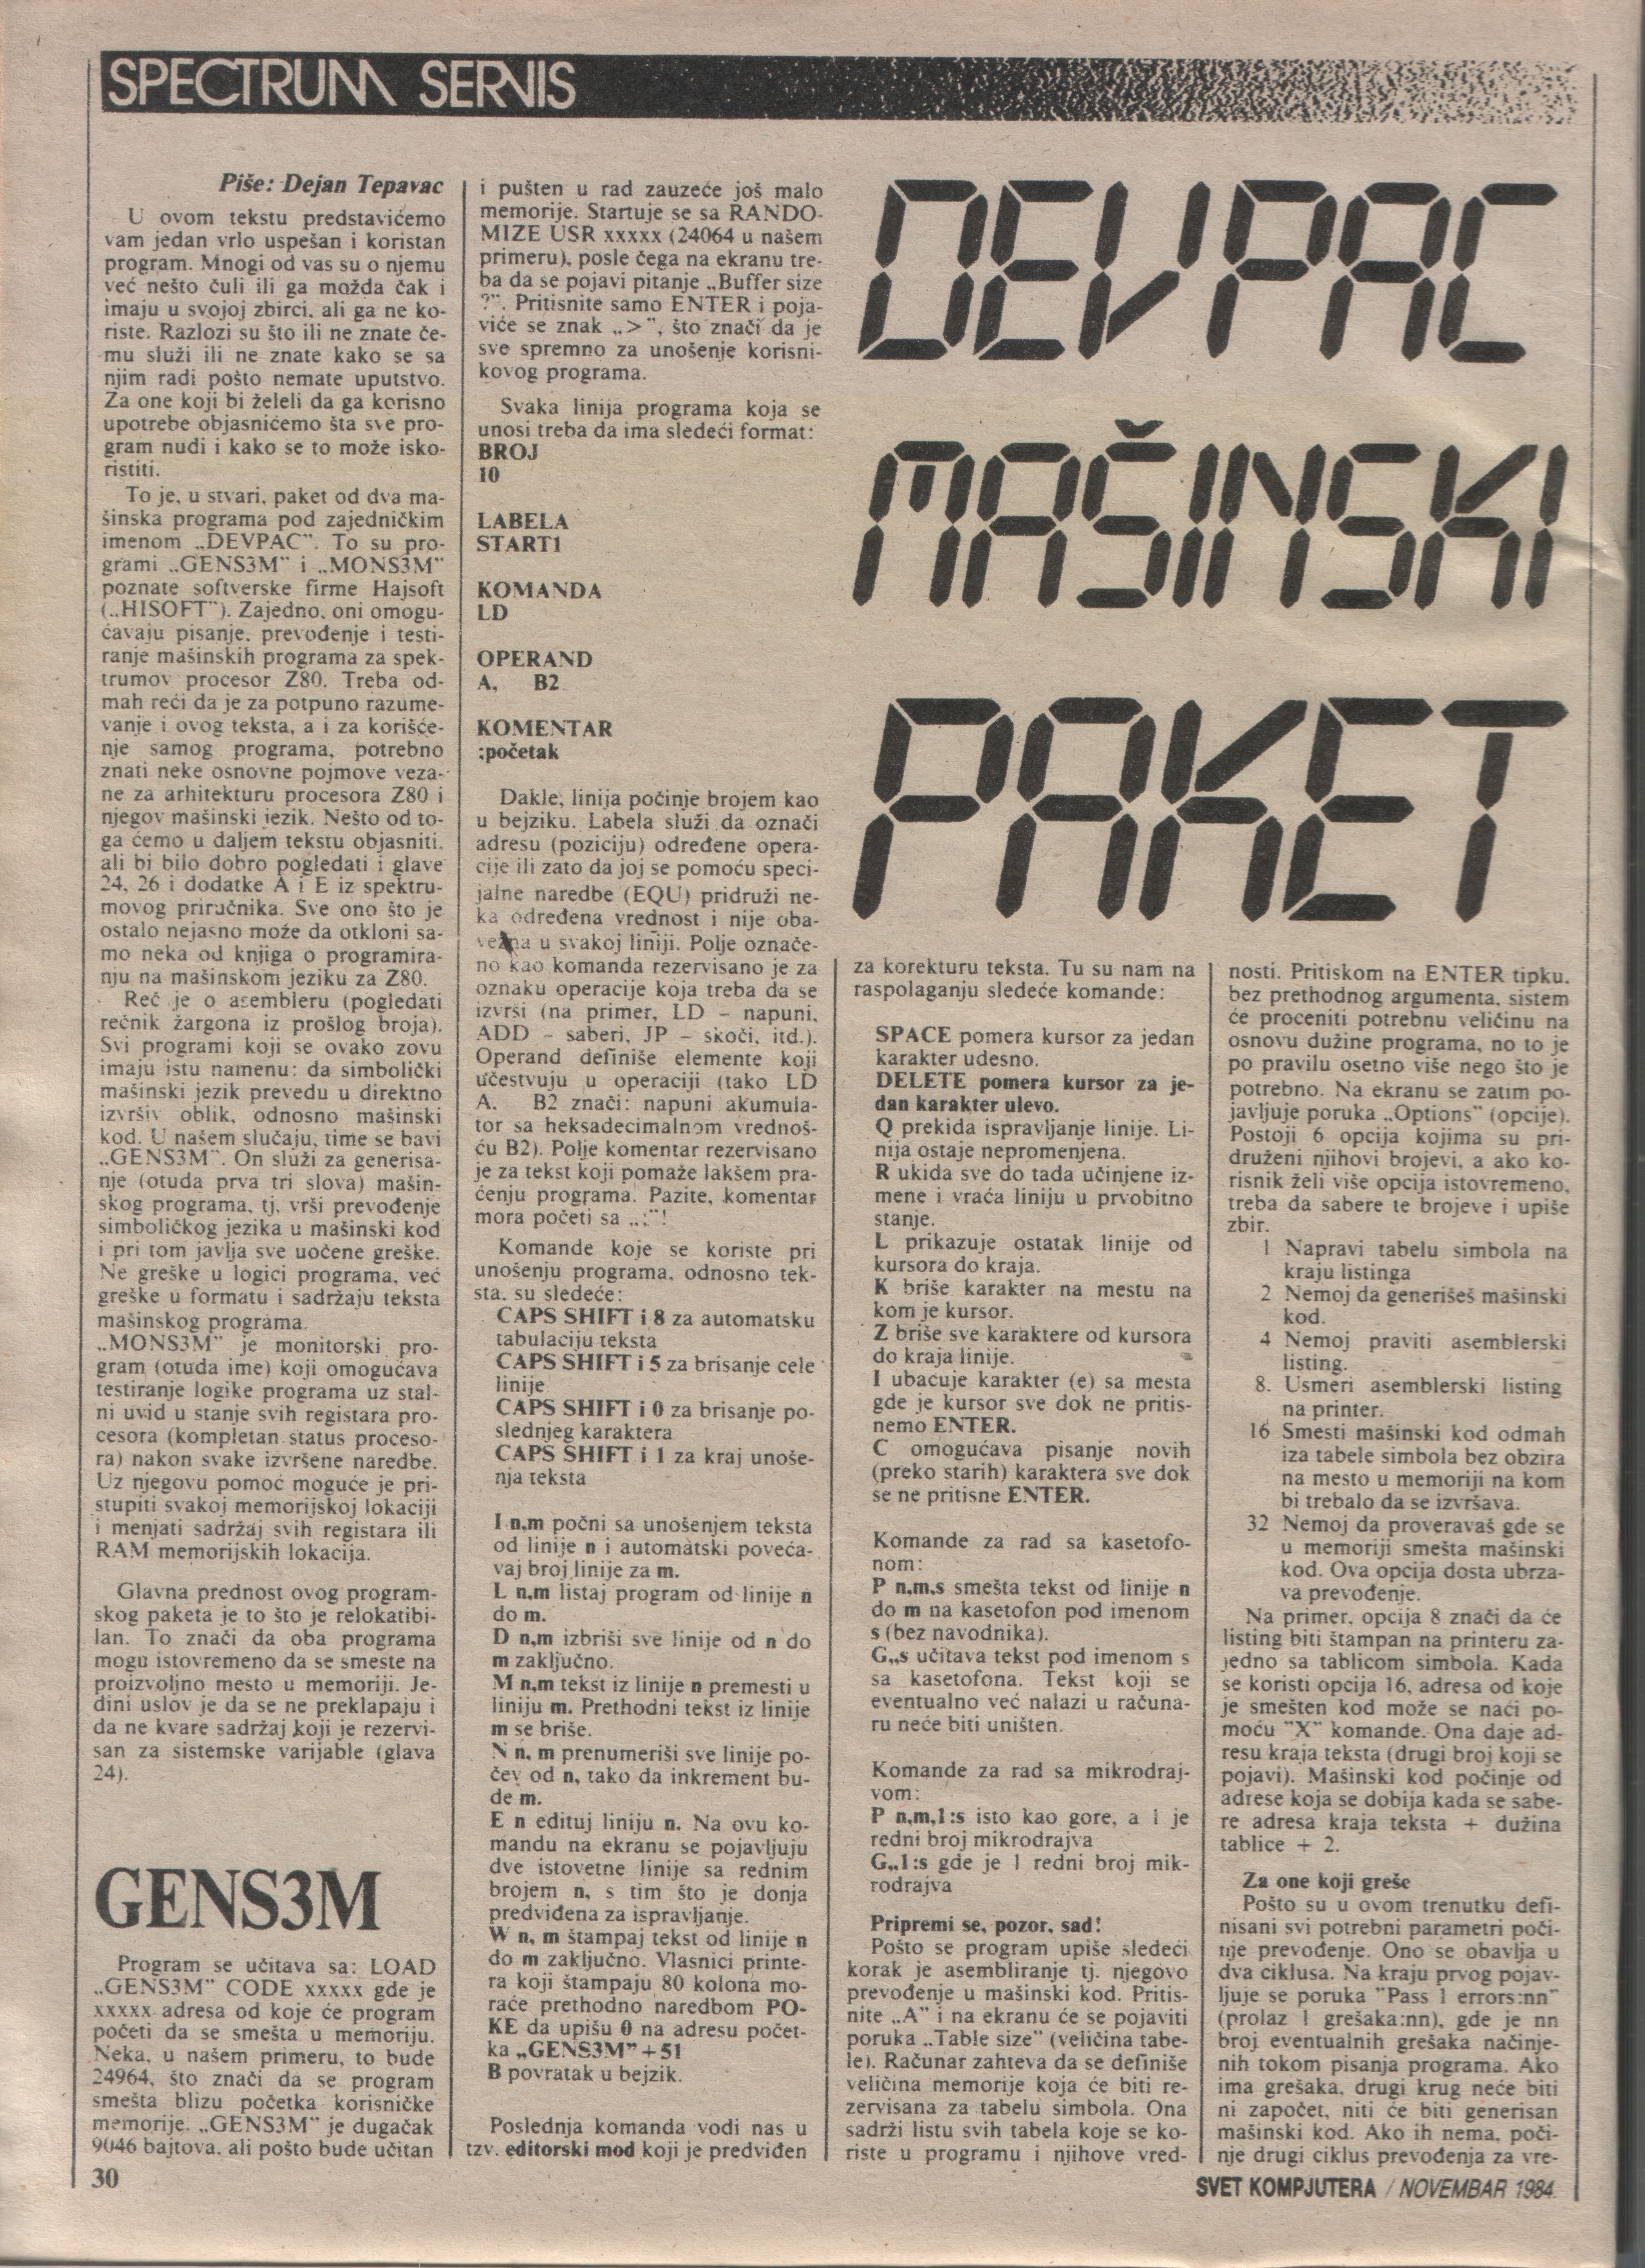 SPECTRUM SERVIS
Piše: Dejan Tepavac
U ovom tekstu predstavićemo
vam jedan vrlo uspešan i koristan
program. Mnogi od vas su o njemu
već nešto čuli ili ga možda čak i
imaju u svojoj zbirci, ali ga ne ko-
riste. Razlozi su što ili ne znate če-
mu služi ili ne znate kako se sa
njim radi pošto nemate uputstvo.
Za one koji bi želeli da ga korisno
upotrebe objasnićemo šta sve pro-
gram nudi i kako se to može isko-
ristiti.
To je, u stvari, paket od dva ma-
šinska programa pod zajedničkim
imenom „DEVPAC”. To su pro-
grami „GENS3M” i „MONS3M”
poznate softverske firme Hajsoft
(„HISOFT”). Zajedno, oni omogu-
ćavaju pisanje, prevođenje i testi-
ranje mašinskih programa za spek-
trumov procesor Z80. Treba od-
mah reći da je za potpuno razume-
vanje i ovog teksta, a i za korišće-
nje samog programa, potrebno
znati neke osnovne pojmove veza-
ne za arhitekturu procesora Z80 i
njegov mašinski jezik. Nešto od to-
ga ćemo u daljem tekstu objasniti,
ali bi bilo dobro pogledati i glave
24, 26 i dodatke A i E iz spektru-
movog priručnika. Sve ono što je
ostalo nejasno može da otkloni sa-
mo neka od knjiga o programira-
nju na mašinskom jeziku za Z80.
Reč je o asembleru (pogledati
rečnik žargona iz prošlog broja).
Svi programi koji se ovako zovu
imaju istu namenu: da simbolički
mašinski jezik prevedu u direktno
izvršiv oblik, odnosno mašinski
kod. U našem slučaju, time se bavi
„GENS3M”. On služi za generisa-
nje (otuda prva tri slova) mašin-
skog programa, tj, vrši prevođenje
simboličkog jezika u mašinski kod
i pri tom javlja sve uočene greške.
Ne greške u logici programa, već
greške u formatu i sadržaju teksta
mašinskog programa.
„MONS3M” je monitorski pro-
gram (otuda ime) koji omogućava
testiranje logike programa uz stal-
ni uvid u stanje svih registara pro-
cesora (kompletan status proceso-
ra) nakon svake izvršene naredbe.
Uz njegovu pomoć moguće je pri-
stupiti svakoj memorijskoj lokaciji
i menjati sadržaj svih registara ili
RAM memorijskih lokacija.
Glavna prednost ovog program-
skog paketa je to što je relokatibi-
lan. To znači da oba programa
mogu istovremeno da se smeste na
proizvoljno mesto u memoriji. Je-
dini uslov je da se ne preklapaju i
da ne kvare sadržaj koji je rezervi-
san za sistemske varijable (glava
24).
GENS3M
Program se učitava sa: LOAD
„GENS3M” CODE xxxxx gde je
xxxxx adresa od koje će program
početi da se smešta u memoriju.
Neka, u našem primeru, to bude
24964, što znači da se program
smešta blizu početka korisničke
memorije. „GENS3M” je dugačak
9046 bajtova, ali pošto bude učitan
i pušten u rad zauzeće još malo
memorije. Startuje se sa RANDO-
MIZE USR xxxxx (24064 u našem
primeru), posle čega na ekranu tre-
ba da se pojavi pitanje „Buffer size
?”. Pritisnite samo ENTER i poja-
viće se znak „>”, što znači da je
sve spremno za unošenje korisni-
kovog programa.
Svaka linija programa koja se
unosi treba da ima sledeći format:
BROJ
10
LABELA
START1
KOMANDA
LD
OPERAND
A, B2
KOMENTAR
;početak
Dakle, linija počinje brojem kao
u bejziku. Labela služi da označi
adresu (poziciju) određene opera-
cije ili zato da joj se pomoću speci-
jalne naredbe (EQU) pridruži ne-
ka određena vrednost i nije oba-
vezna u svakoj liniji. Polje označe-
no kao komanda rezervisano je za
oznaku operacije koja treba da se
izvrši (na primer, LD – napuni,
ADD – saberi, JP – skoči, itd.).
Operand definiše elemente koji
učestvuju u operaciji (tako LD
A, B2 znači: napuni akumula-
tor sa heksadecimalnom vrednoš-
ću B2). Polje komentar rezervisano
je za tekst koji pomaže lakšem pra-
ćenju programa. Pazite, komentar
mora početi sa „;”!
Komande koje se koriste pri
unošenju programa, odnosno tek-
sta, su sledeće:
CAPS SHIFT i 8 za automatsku
tabulaciju teksta
CAPS SHIFT i 5 za brisanje cele
linije
CAPS SHIFT i 0 za brisanje po-
slednjeg karaktera
CAPS SHIFT i 1 za kraj unoše-
nja teksta
I n,m počni sa unošenjem teksta
od linije n i automatski poveća-
vaj broj linije za m.
L n,m listaj program od linije n
do m.
D n,m izbriši sve linije od n do
m zaključno.
M n,m tekst iz linije n premesti u
liniju m. Prethodni tekst iz linije
m se briše.
N n, m prenumeriši sve linije po-
čev od n, tako da inkrement bu-
de m.
E n edituj liniju n. Na ovu ko-
mandu na ekranu se pojavljuju
dve istovetne linije sa rednim
brojem n, s tim što je donja
predviđena za ispravljanje.
W n, m štampaj tekst od linije n
do m zaključno. Vlasnici printe-
ra koji štampaju 80 kolona mo-
raće prethodno naredbom PO-
KE da upišu 0 na adresu počet-
ka „GENS3M”+51
B povratak u bejzik.
Poslednja komanda vodi nas u
tzv. editorski mod koji je predviđen
DEVPAC
MAŠINSKI
PAKET
za korekturu teksta. Tu su nam na
raspolaganju sledeće komande:
SPACE pomera kursor za jedan
karakter udesno.
DELETE pomera kursor za je-
dan karakter ulevo.
Q prekida ispravljanje linije. Li-
nija ostaje nepromenjena.
R ukida sve do tada učinjene iz-
mene i vraća liniju u prvobitno
stanje.
L prikazuje ostatak linije od
kursora do kraja.
K briše karakter na mestu na
kom je kursor.
Z briše sve karaktere od kursora
do kraja linije.
I ubacuje karakter (e) sa mesta
gde je kursor sve dok ne pritis-
nemo ENTER.
C omogućava pisanje novih
(preko starih) karaktera sve dok
se ne pritisne ENTER.
Komande za rad sa kasetofo-
nom:
P n,m,s smešta tekst od linije n
do m na kasetofon pod imenom
s (bez navodnika).
G,,s učitava tekst pod imenom s
sa kasetofona. Tekst koji se
eventualno već nalazi u računa-
ru neće biti uništen.
Komande za rad sa mikrodraj-
vom:
P n,m,1:s isto kao gore, a 1 je
redni broj mikrodrajva
G,,1:s gde je 1 redni broj mik-
rodrajva
Pripremi se, pozor, sad!
Pošto se program upiše sledeći
korak je asembliranje tj. njegovo
prevođenje u mašinski kod. Pritis-
nite „A” i na ekranu će se pojaviti
poruka „Table size” (veličina tabe-
le). Računar zahteva da se definiše
veličina memorije koja će biti re-
zervisana za tabelu simbola. Ona
sadrži listu svih tabela koje se ko-
riste u programu i njihove vred-
nosti. Pritiskom na ENTER tipku,
bez prethodnog argumenta, sistem
će proceniti potrebnu veličinu na
osnovu dužine programa, no to je
po pravilu osetno više nego što je
potrebno. Na ekranu se zatim po-
javljuje poruka „Options” (opcije).
Postoji 6 opcija kojima su pri-
druženi njihovi brojevi, a ako ko-
risnik želi više opcija istovremeno,
treba da sabere te brojeve i upiše
zbir.
1 Napravi tabelu simbola na
kraju listinga
2 Nemoj da generišeš mašinski
kod.
4 Nemoj praviti asemblerski
listing.
8. Usmeri asemblerski listing
na printer.
16 Smesti mašinski kod odmah
iza tabele simbola bez obzira
na mesto u memoriji na kom
bi trebalo da se izvršava.
32 Nemoj da proveravaš gde se
u memoriji smešta mašinski
kod. Ova opcija dosta ubrza-
va prevođenje.
Na primer, opcija 8 znači da će
listing biti štampan na printeru za-
jedno sa tablicom simbola. Kada
se koristi opcija 16, adresa od koje
je smešten kod može se naći po-
moću "X" komande. Ona daje ad-
resu kraja teksta (drugi broj koji se
pojavi). Mašinski kod počinje od
adrese koja se dobija kada se sabe-
re adresa kraja teksta + dužina
tablice + 2.
Za one koji greše
Pošto su u ovom trenutku defi-
nisani svi potrebni parametri poči-
nje prevođenje. Ono se obavlja u
dva ciklusa. Na kraju prvog pojav-
ljuje se poruka "Pass 1 errors:nn"
(prolaz 1 grešaka:nn), gde je nn
broj eventualnih grešaka načinje-
nih tokom pisanja programa. Ako
ima grešaka, drugi krug neće biti
ni započet, niti će biti generisan
mašinski kod. Ako ih nema, poči-
nje drugi ciklus prevođenja za vre-
30
SVET KOMPJUTERA / NOVEMBAR 1984.